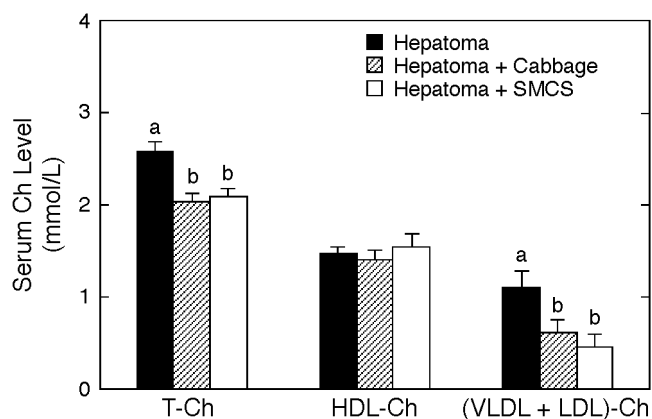 Hepatoma
Hepatoma + Cabbage
Hepatoma + SMCS
Serum Ch Level
(mmol/L)
4
3
2
1
0
a
b
b
a
b
b
T-Ch
HDL-Ch
(VLDL + LDL)-Ch